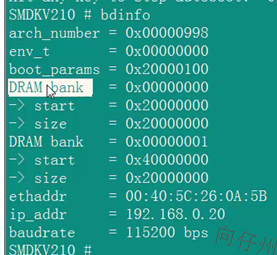 SMDKV210 # bdinfo
arch_number = 0x00000998
env_t       = 0x00000000
boot_params = 0x20000100
DRAM bank   = 0x00000000
-> start    = 0x20000000
-> size     = 0x20000000
DRAM bank   = 0x00000001
-> start    = 0x40000000
-> size     = 0x20000000
ethaddr     = 00:40:5C:26:0A:5B
ip_addr     = 192.168.0.20
baudrate    = 115200 bps
SMDKV210 #
向仔州